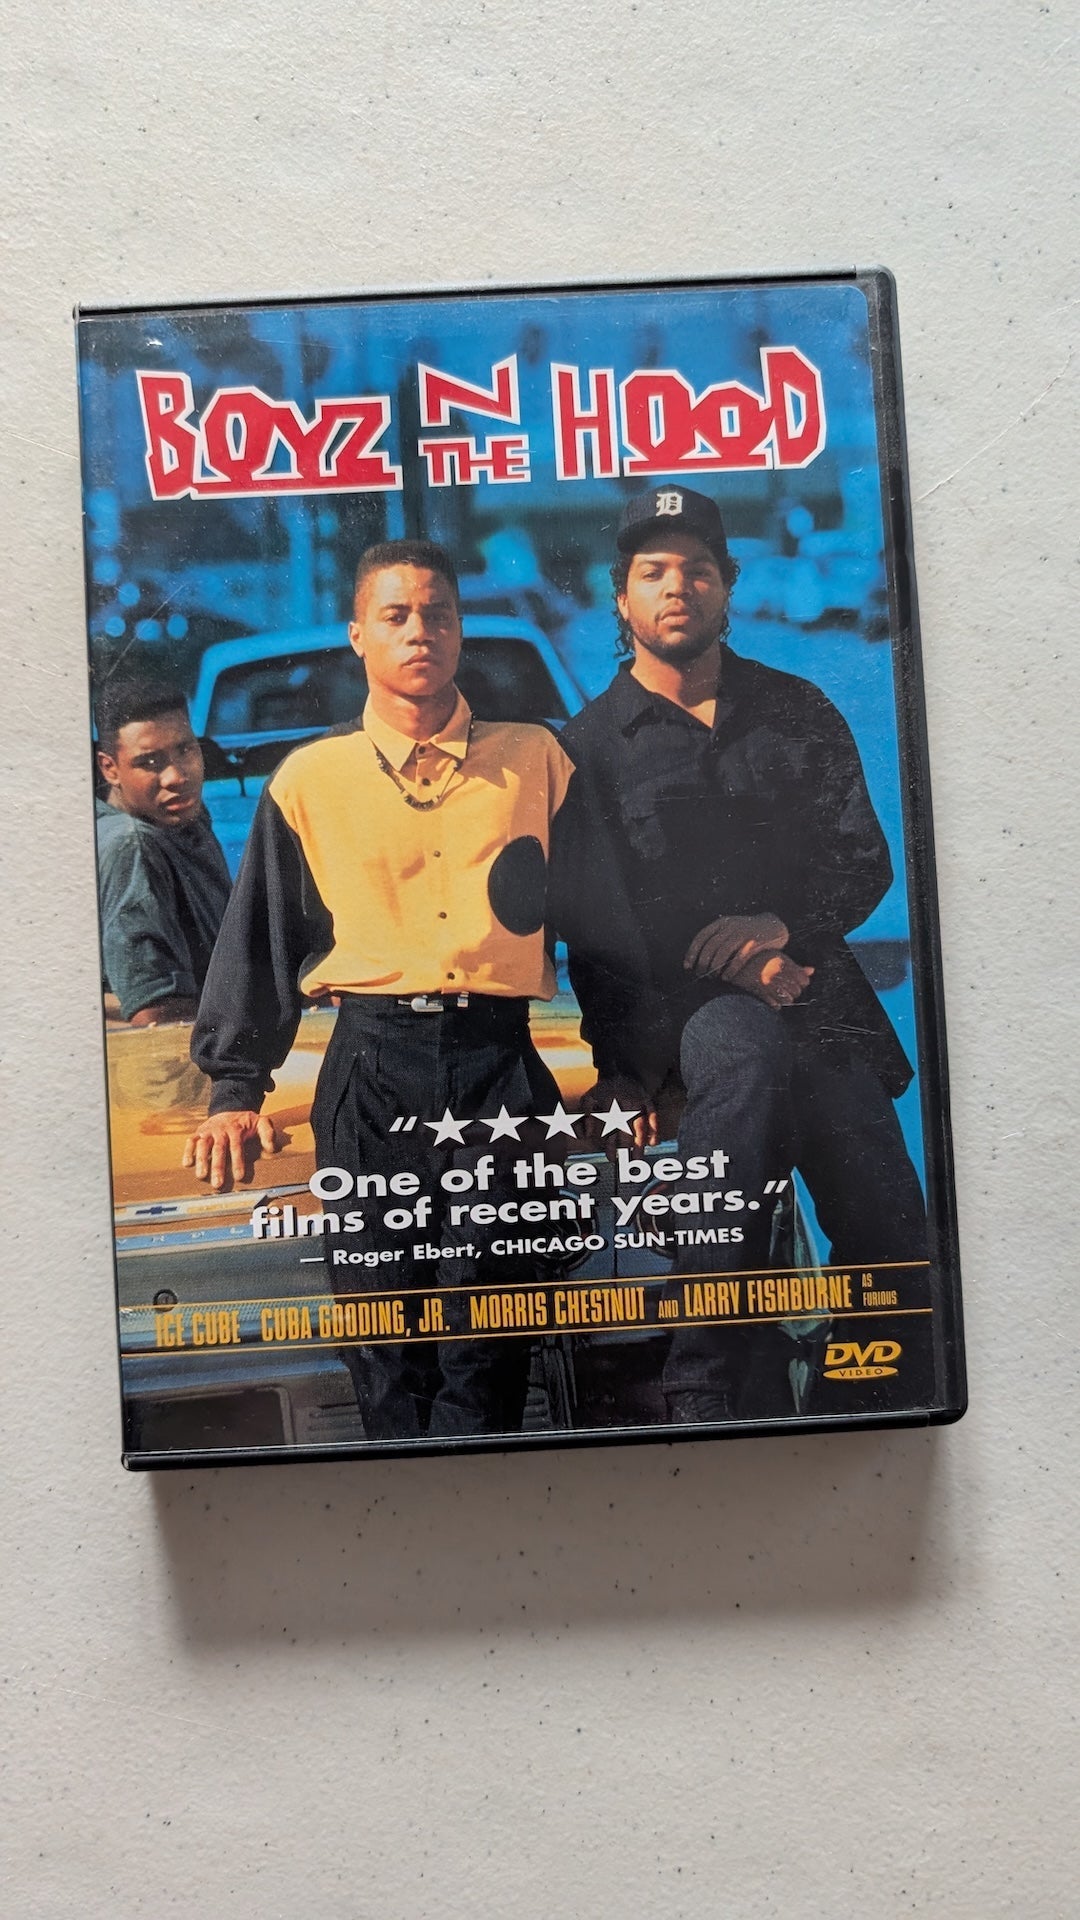 BOYZ N THE HOOD
D
"★★★★
One of the best
films of recent years."
— Roger Ebert, CHICAGO SUN-TIMES
ICE CUBE CUBA GOODING, JR. MORRIS CHESTNUT AND LARRY FISHBURNE AS FURIOUS
DVD
VIDEO